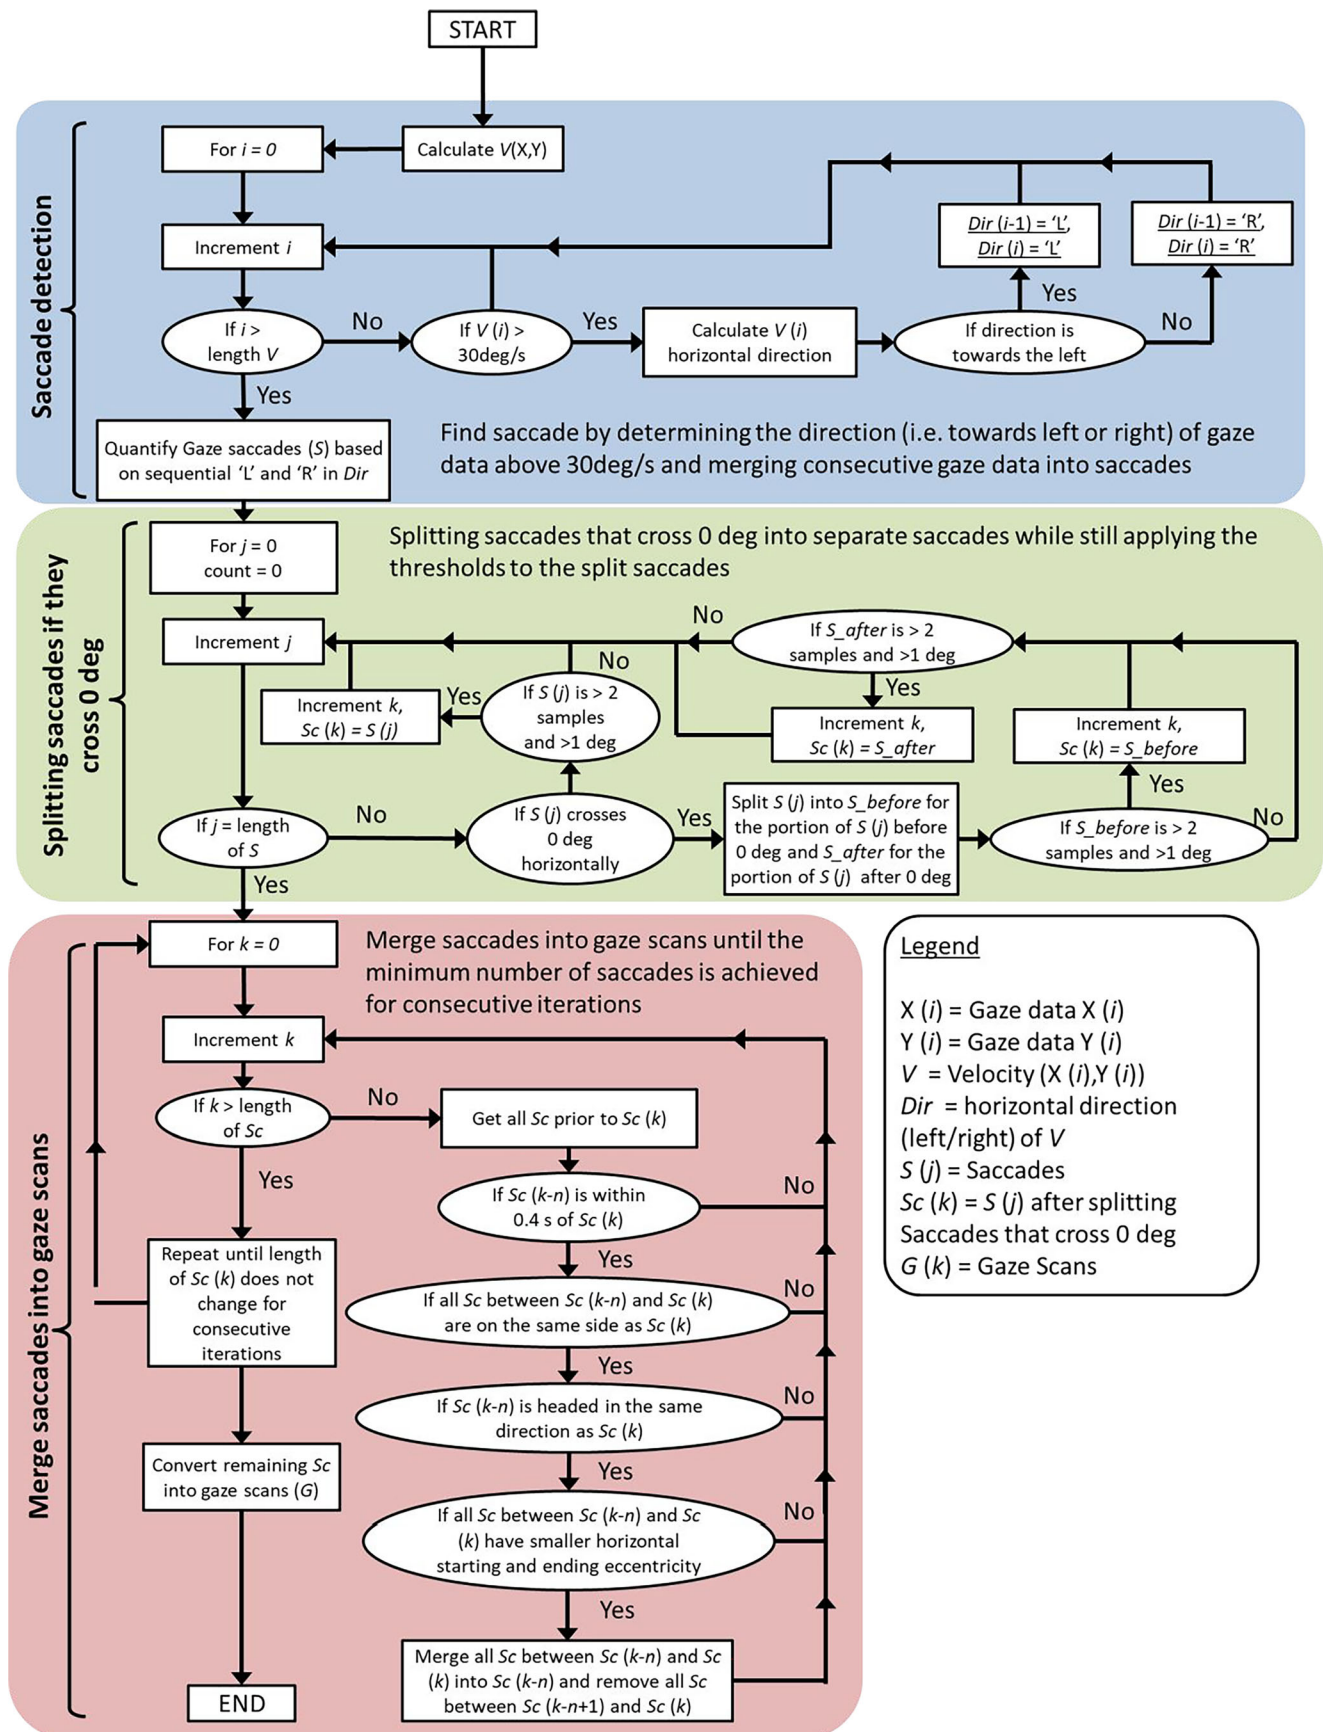 START
Saccade detection
For i = 0
Calculate V(X,Y)
Increment i
Dir (i-1) = ‘L’,
Dir (i) = ‘L’
Dir (i-1) = ‘R’,
Dir (i) = ‘R’
If i >
length V
No
If V (i) >
30deg/s
Yes
Calculate V (i)
horizontal direction
If direction is
towards the left
Yes
No
Yes
Quantify Gaze saccades (S) based
on sequential ‘L’ and ‘R’ in Dir
Find saccade by determining the direction (i.e. towards left or right) of gaze
data above 30deg/s and merging consecutive gaze data into saccades
Splitting saccades if they
cross 0 deg
For j = 0
count = 0
Splitting saccades that cross 0 deg into separate saccades while still applying the
thresholds to the split saccades
Increment j
No
If S_after is > 2
samples and >1 deg
Yes
Increment k,
Sc (k) = S_after
Increment k,
Sc (k) = S (j)
Yes
No
If S (j) is > 2
samples
and >1 deg
Increment k,
Sc (k) = S_before
Yes
If j = length
of S
No
If S (j) crosses
0 deg
horizontally
Yes
Split S (j) into S_before for
the portion of S (j) before
0 deg and S_after for the
portion of S (j) after 0 deg
If S_before is > 2
samples and >1 deg
No
Yes
Merge saccades into gaze scans
For k = 0
Merge saccades into gaze scans until the
minimum number of saccades is achieved
for consecutive iterations
Increment k
If k > length
of Sc
No
Get all Sc prior to Sc (k)
Yes
If Sc (k-n) is within
0.4 s of Sc (k)
No
Yes
Repeat until length
of Sc (k) does not
change for
consecutive
iterations
If all Sc between Sc (k-n) and Sc (k)
are on the same side as Sc (k)
No
Yes
If Sc (k-n) is headed in the same
direction as Sc (k)
No
Yes
Convert remaining Sc
into gaze scans (G)
If all Sc between Sc (k-n) and Sc
(k) have smaller horizontal
starting and ending eccentricity
No
Yes
Merge all Sc between Sc (k-n) and Sc
(k) into Sc (k-n) and remove all Sc
between Sc (k-n+1) and Sc (k)
END
Legend
X (i) = Gaze data X (i)
Y (i) = Gaze data Y (i)
V = Velocity (X (i),Y (i))
Dir = horizontal direction
(left/right) of V
S (j) = Saccades
Sc (k) = S (j) after splitting
Saccades that cross 0 deg
G (k) = Gaze Scans